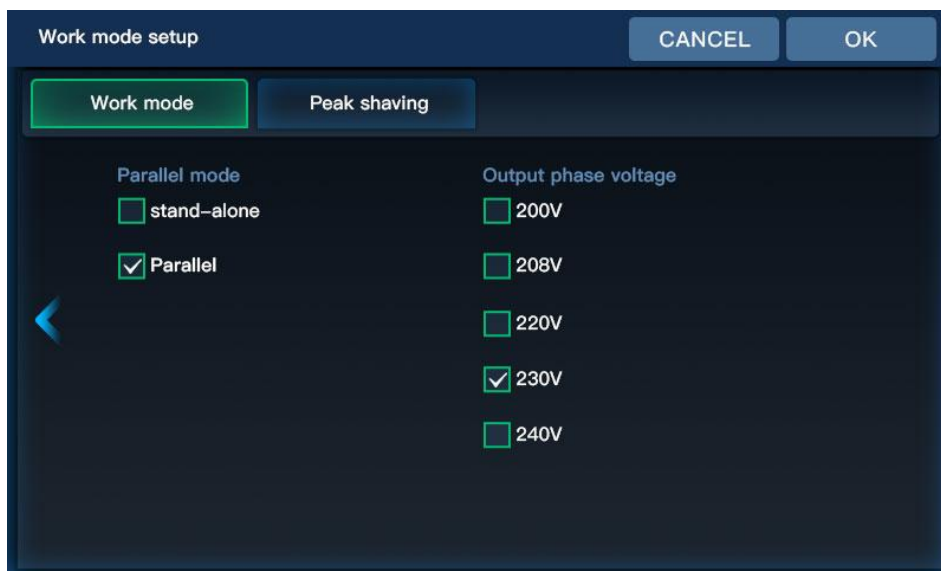 Work mode setup CANCEL OK
Work mode Peak shaving
Parallel mode Output phase voltage
stand-alone 200V
Parallel 208V
220V
230V
240V